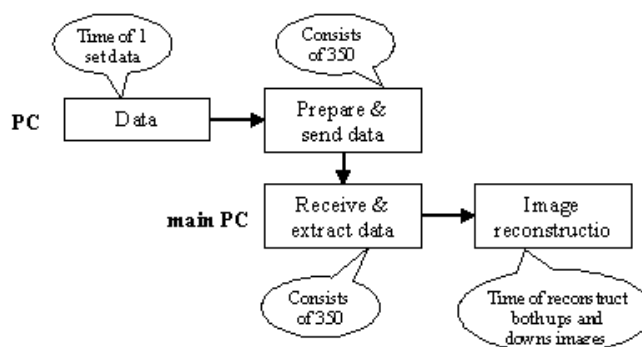 Time of 1
set data
Consists
of 350
PC
Data
Prepare &
send data
main PC
Receive &
extract data
Image
reconstructio
Consists
of 350
Time of reconstruct
both ups and
downs images